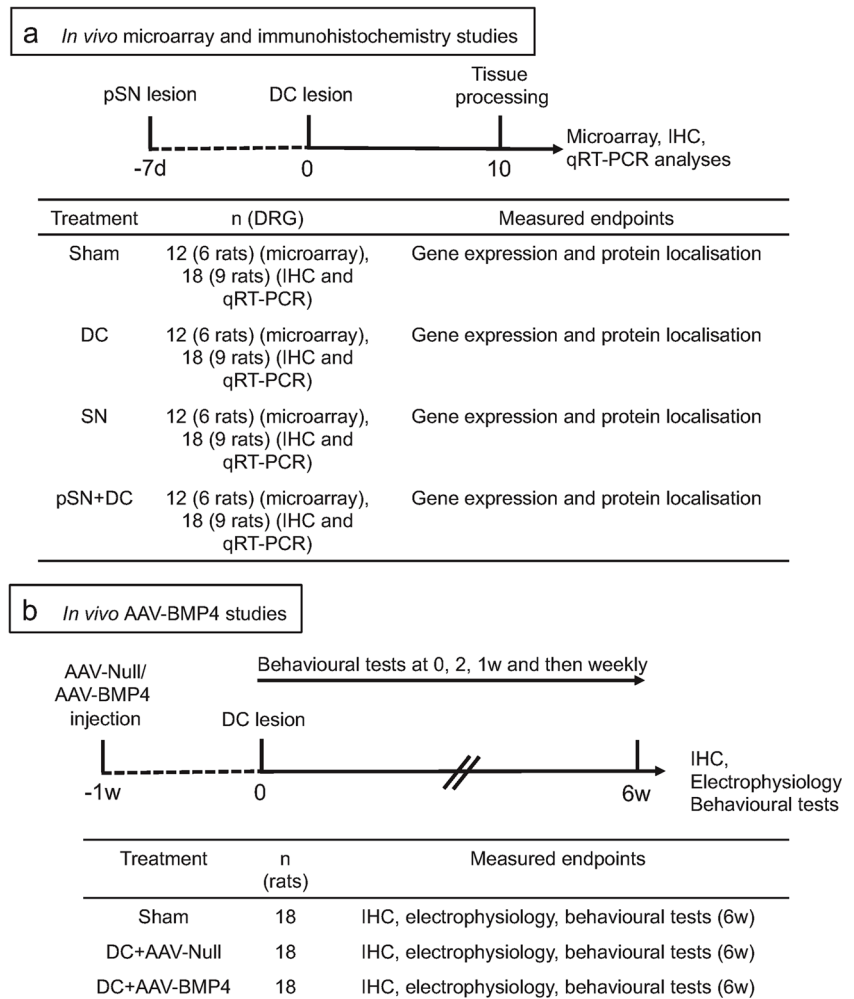 a In vivo microarray and immunohistochemistry studies
Tissue
pSN lesion DC lesion processing
Microarray, IHC,
qRT-PCR analyses
-7d 0 10
Treatment n (DRG) Measured endpoints
Sham 12 (6 rats) (microarray), Gene expression and protein localisation
18 (9 rats) (IHC and
qRT-PCR)
DC 12 (6 rats) (microarray), Gene expression and protein localisation
18 (9 rats) (IHC and
qRT-PCR)
SN 12 (6 rats) (microarray), Gene expression and protein localisation
18 (9 rats) (IHC and
qRT-PCR)
pSN+DC 12 (6 rats) (microarray), Gene expression and protein localisation
18 (9 rats) (IHC and
qRT-PCR)
b In vivo AAV-BMP4 studies
Behavioural tests at 0, 2, 1w and then weekly
AAV-Null/
AAV-BMP4
injection DC lesion
-1w 0 6w
IHC,
Electrophysiology
Behavioural tests
Treatment n Measured endpoints
(rats)
Sham 18 IHC, electrophysiology, behavioural tests (6w)
DC+AAV-Null 18 IHC, electrophysiology, behavioural tests (6w)
DC+AAV-BMP4 18 IHC, electrophysiology, behavioural tests (6w)